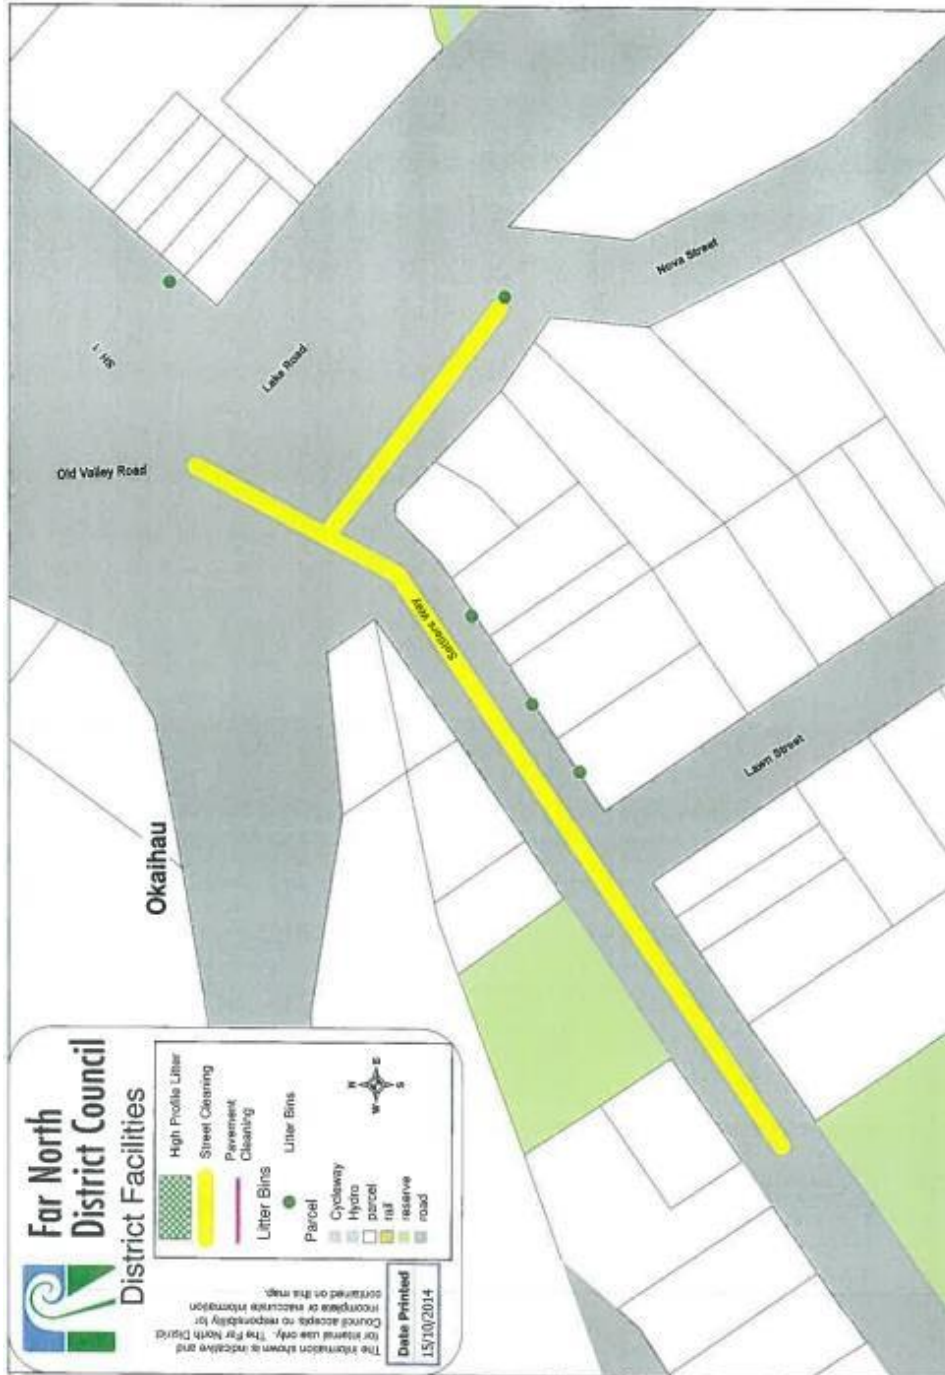 Far North
District Council
District Facilities
High Profile Litter
Street Cleaning
Pavement
Cleaning
Litter Bins
Litter Bins
Parcel
Cycleway
Hydro
parcel
rail
reserve
road
N
W
E
S
The information shown is indicative and
for internal use only. The Far North District
Council accepts no responsibility for
incomplete or inaccurate information
contained on this map.
Date Printed
15/10/2014
Okaihau
Old Valley Road
SH 1
Lake Road
Nova Street
Settlers Way
Lawn Street